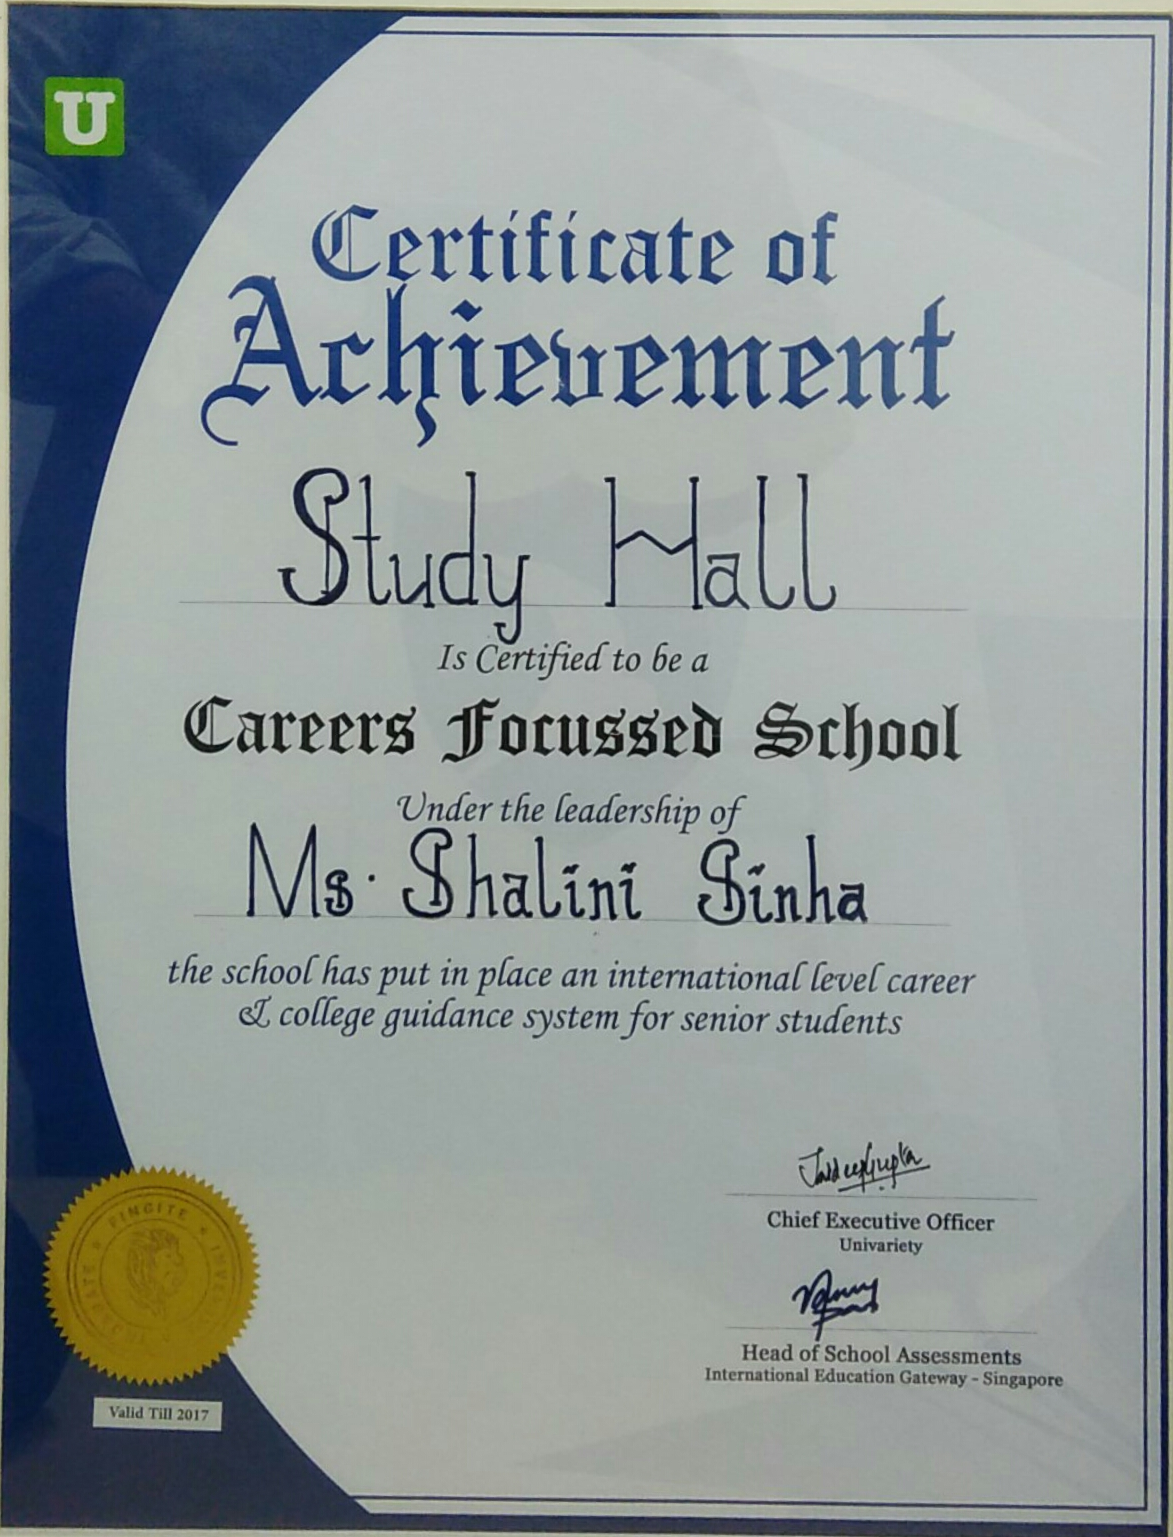 U
Certificate of
Achievement
Study Hall
Is Certified to be a
Careers Focussed School
Under the leadership of
Ms. Shalini Sinha
the school has put in place an international level career
& college guidance system for senior students
Chief Executive Officer
Univariety
Head of School Assessments
International Education Gateway - Singapore
FINGITE
Valid Till 2017